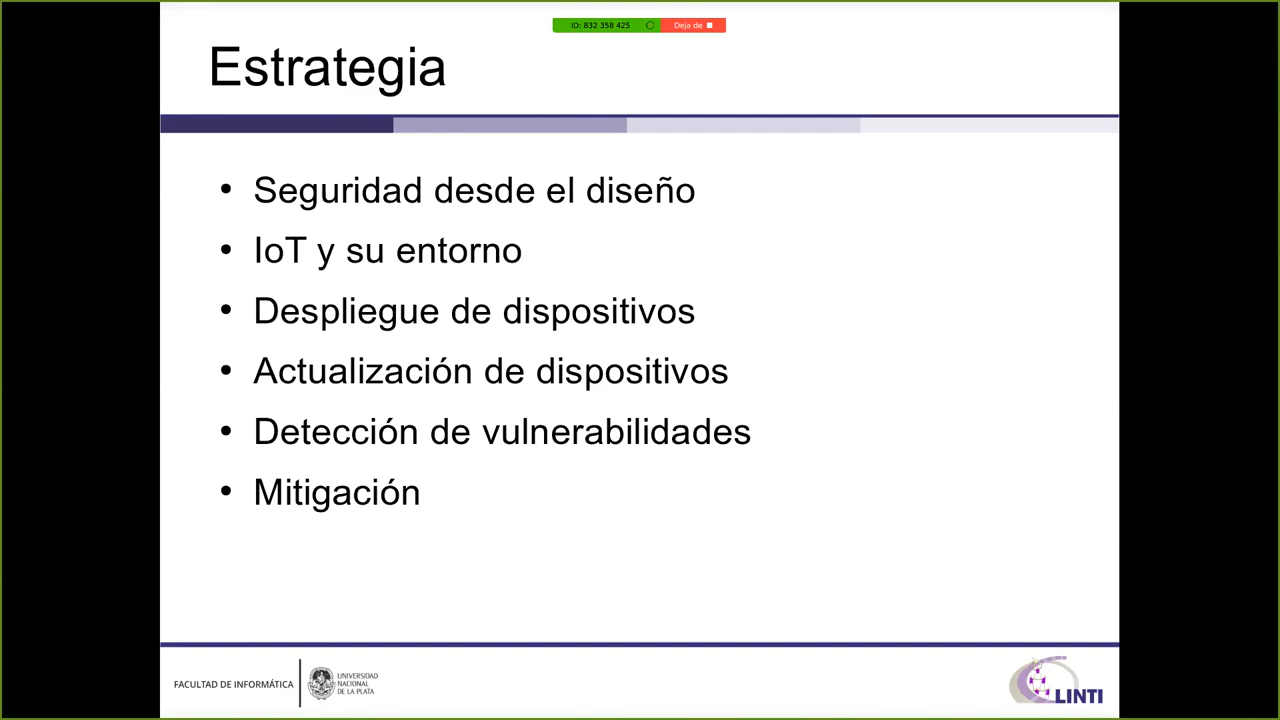 ID: 832 358 425 Deja de
Estrategia
• Seguridad desde el diseño
• IoT y su entorno
• Despliegue de dispositivos
• Actualización de dispositivos
• Detección de vulnerabilidades
• Mitigación
FACULTAD DE INFORMÁTICA
UNIVERSIDAD
NACIONAL
DE LA PLATA
LINTI